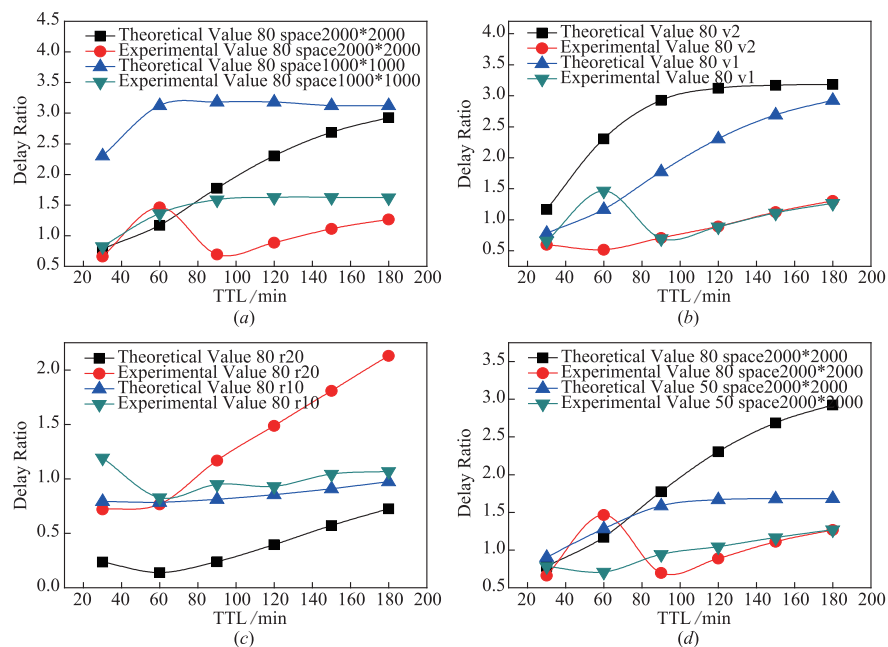 4.5
4.0
3.5
3.0
2.5
2.0
1.5
1.0
0.5
Delay Ratio
Theoretical Value 80 space2000*2000
Experimental Value 80 space2000*2000
Theoretical Value 80 space1000*1000
Experimental Value 80 space1000*1000
20 40 60 80 100 120 140 160 180 200
TTL /min
(a)
4.0
3.5
3.0
2.5
2.0
1.5
1.0
0.5
Delay Ratio
Theoretical Value 80 v2
Experimental Value 80 v2
Theoretical Value 80 v1
Experimental Value 80 v1
20 40 60 80 100 120 140 160 180 200
TTL /min
(b)
2.0
1.5
1.0
0.5
0.0
Delay Ratio
Theoretical Value 80 r20
Experimental Value 80 r20
Theoretical Value 80 r10
Experimental Value 80 r10
20 40 60 80 100 120 140 160 180 200
TTL /min
(c)
3.5
3.0
2.5
2.0
1.5
1.0
0.5
Delay Ratio
Theoretical Value 80 space2000*2000
Experimental Value 80 space2000*2000
Theoretical Value 50 space2000*2000
Experimental Value 50 space2000*2000
20 40 60 80 100 120 140 160 180 200
TTL /min
(d)